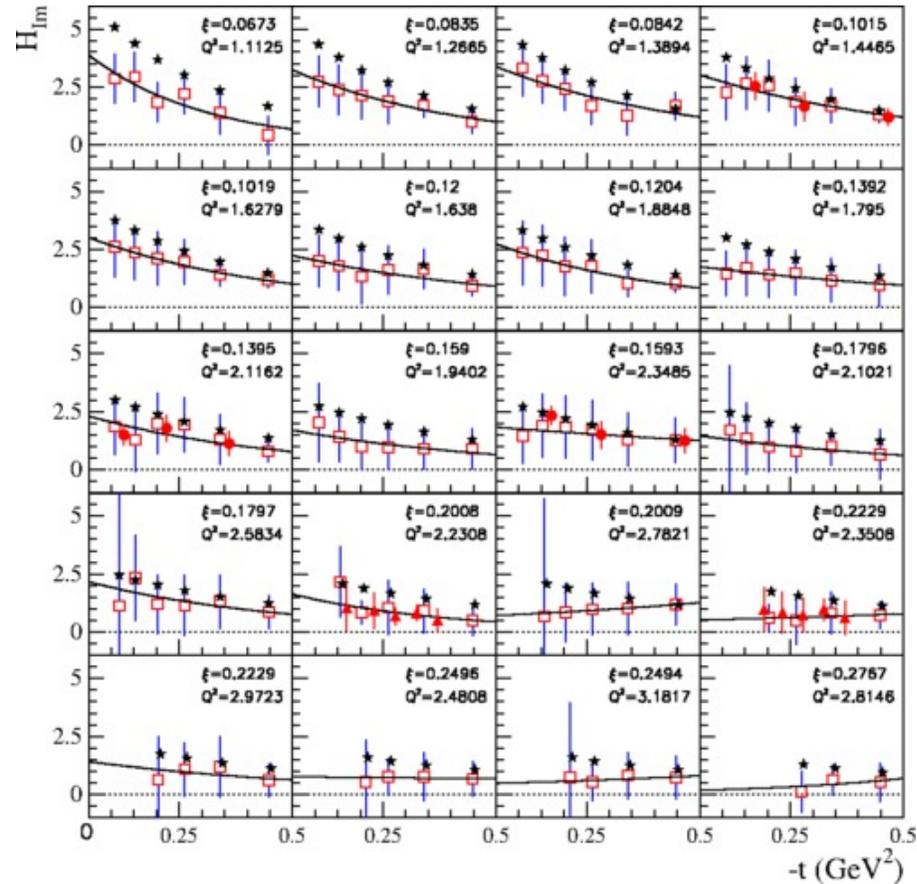 H_Im
5
ξ=0.0673
Q²=1.1125
ξ=0.0835
Q²=1.2665
ξ=0.0842
Q²=1.3894
ξ=0.1015
Q²=1.4465
2.5
0
5
ξ=0.1019
Q²=1.6279
ξ=0.12
Q²=1.638
ξ=0.1204
Q²=1.8848
ξ=0.1392
Q²=1.795
2.5
0
5
ξ=0.1395
Q²=2.1162
ξ=0.159
Q²=1.9402
ξ=0.1593
Q²=2.3485
ξ=0.1796
Q²=2.1021
2.5
0
5
ξ=0.1797
Q²=2.5834
ξ=0.2008
Q²=2.2308
ξ=0.2009
Q²=2.7821
ξ=0.2229
Q²=2.3508
2.5
0
5
ξ=0.2229
Q²=2.9723
ξ=0.2496
Q²=2.4808
ξ=0.2494
Q²=3.1817
ξ=0.2767
Q²=2.8146
2.5
0
0 0.25 0.5 0.25 0.5 0.25 0.5 0.25 0.5
-t (GeV²)